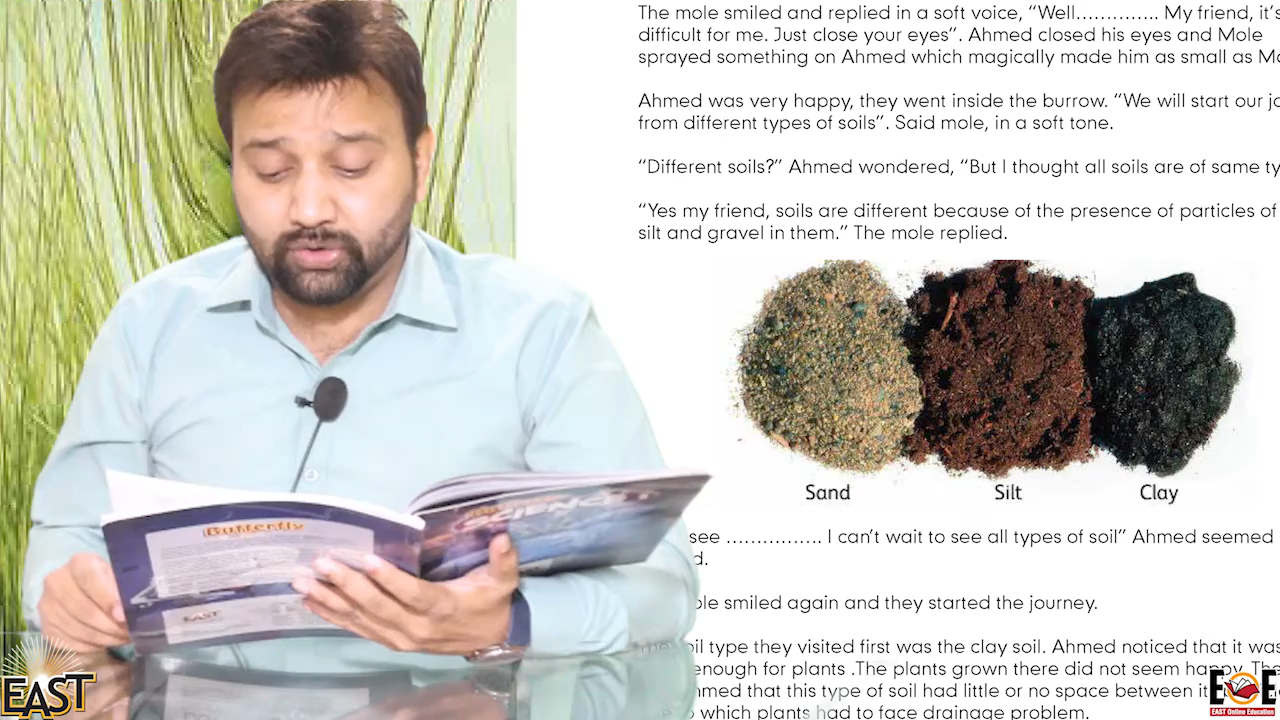 The mole smiled and replied in a soft voice, “Well.............. My friend, it’s
difficult for me. Just close your eyes”. Ahmed closed his eyes and Mole
sprayed something on Ahmed which magically made him as small as
Ahmed was very happy, they went inside the burrow. “We will start our
from different types of soils”. Said mole, in a soft tone.
“Different soils?” Ahmed wondered, “But I thought all soils are of same
“Yes my friend, soils are different because of the presence of particles of
silt and gravel in them.” The mole replied.
Sand Silt Clay
see ................ I can’t wait to see all types of soil” Ahmed seemed
smiled again and they started the journey.
type they visited first was the clay soil. Ahmed noticed that it was
enough for plants .The plants grown there did not seem happy.
that this type of soil had little or no space between
which plants had to face drainage problem.
Butterfly
SCIENCE
EAST
EAST
EOE
EAST Online Education